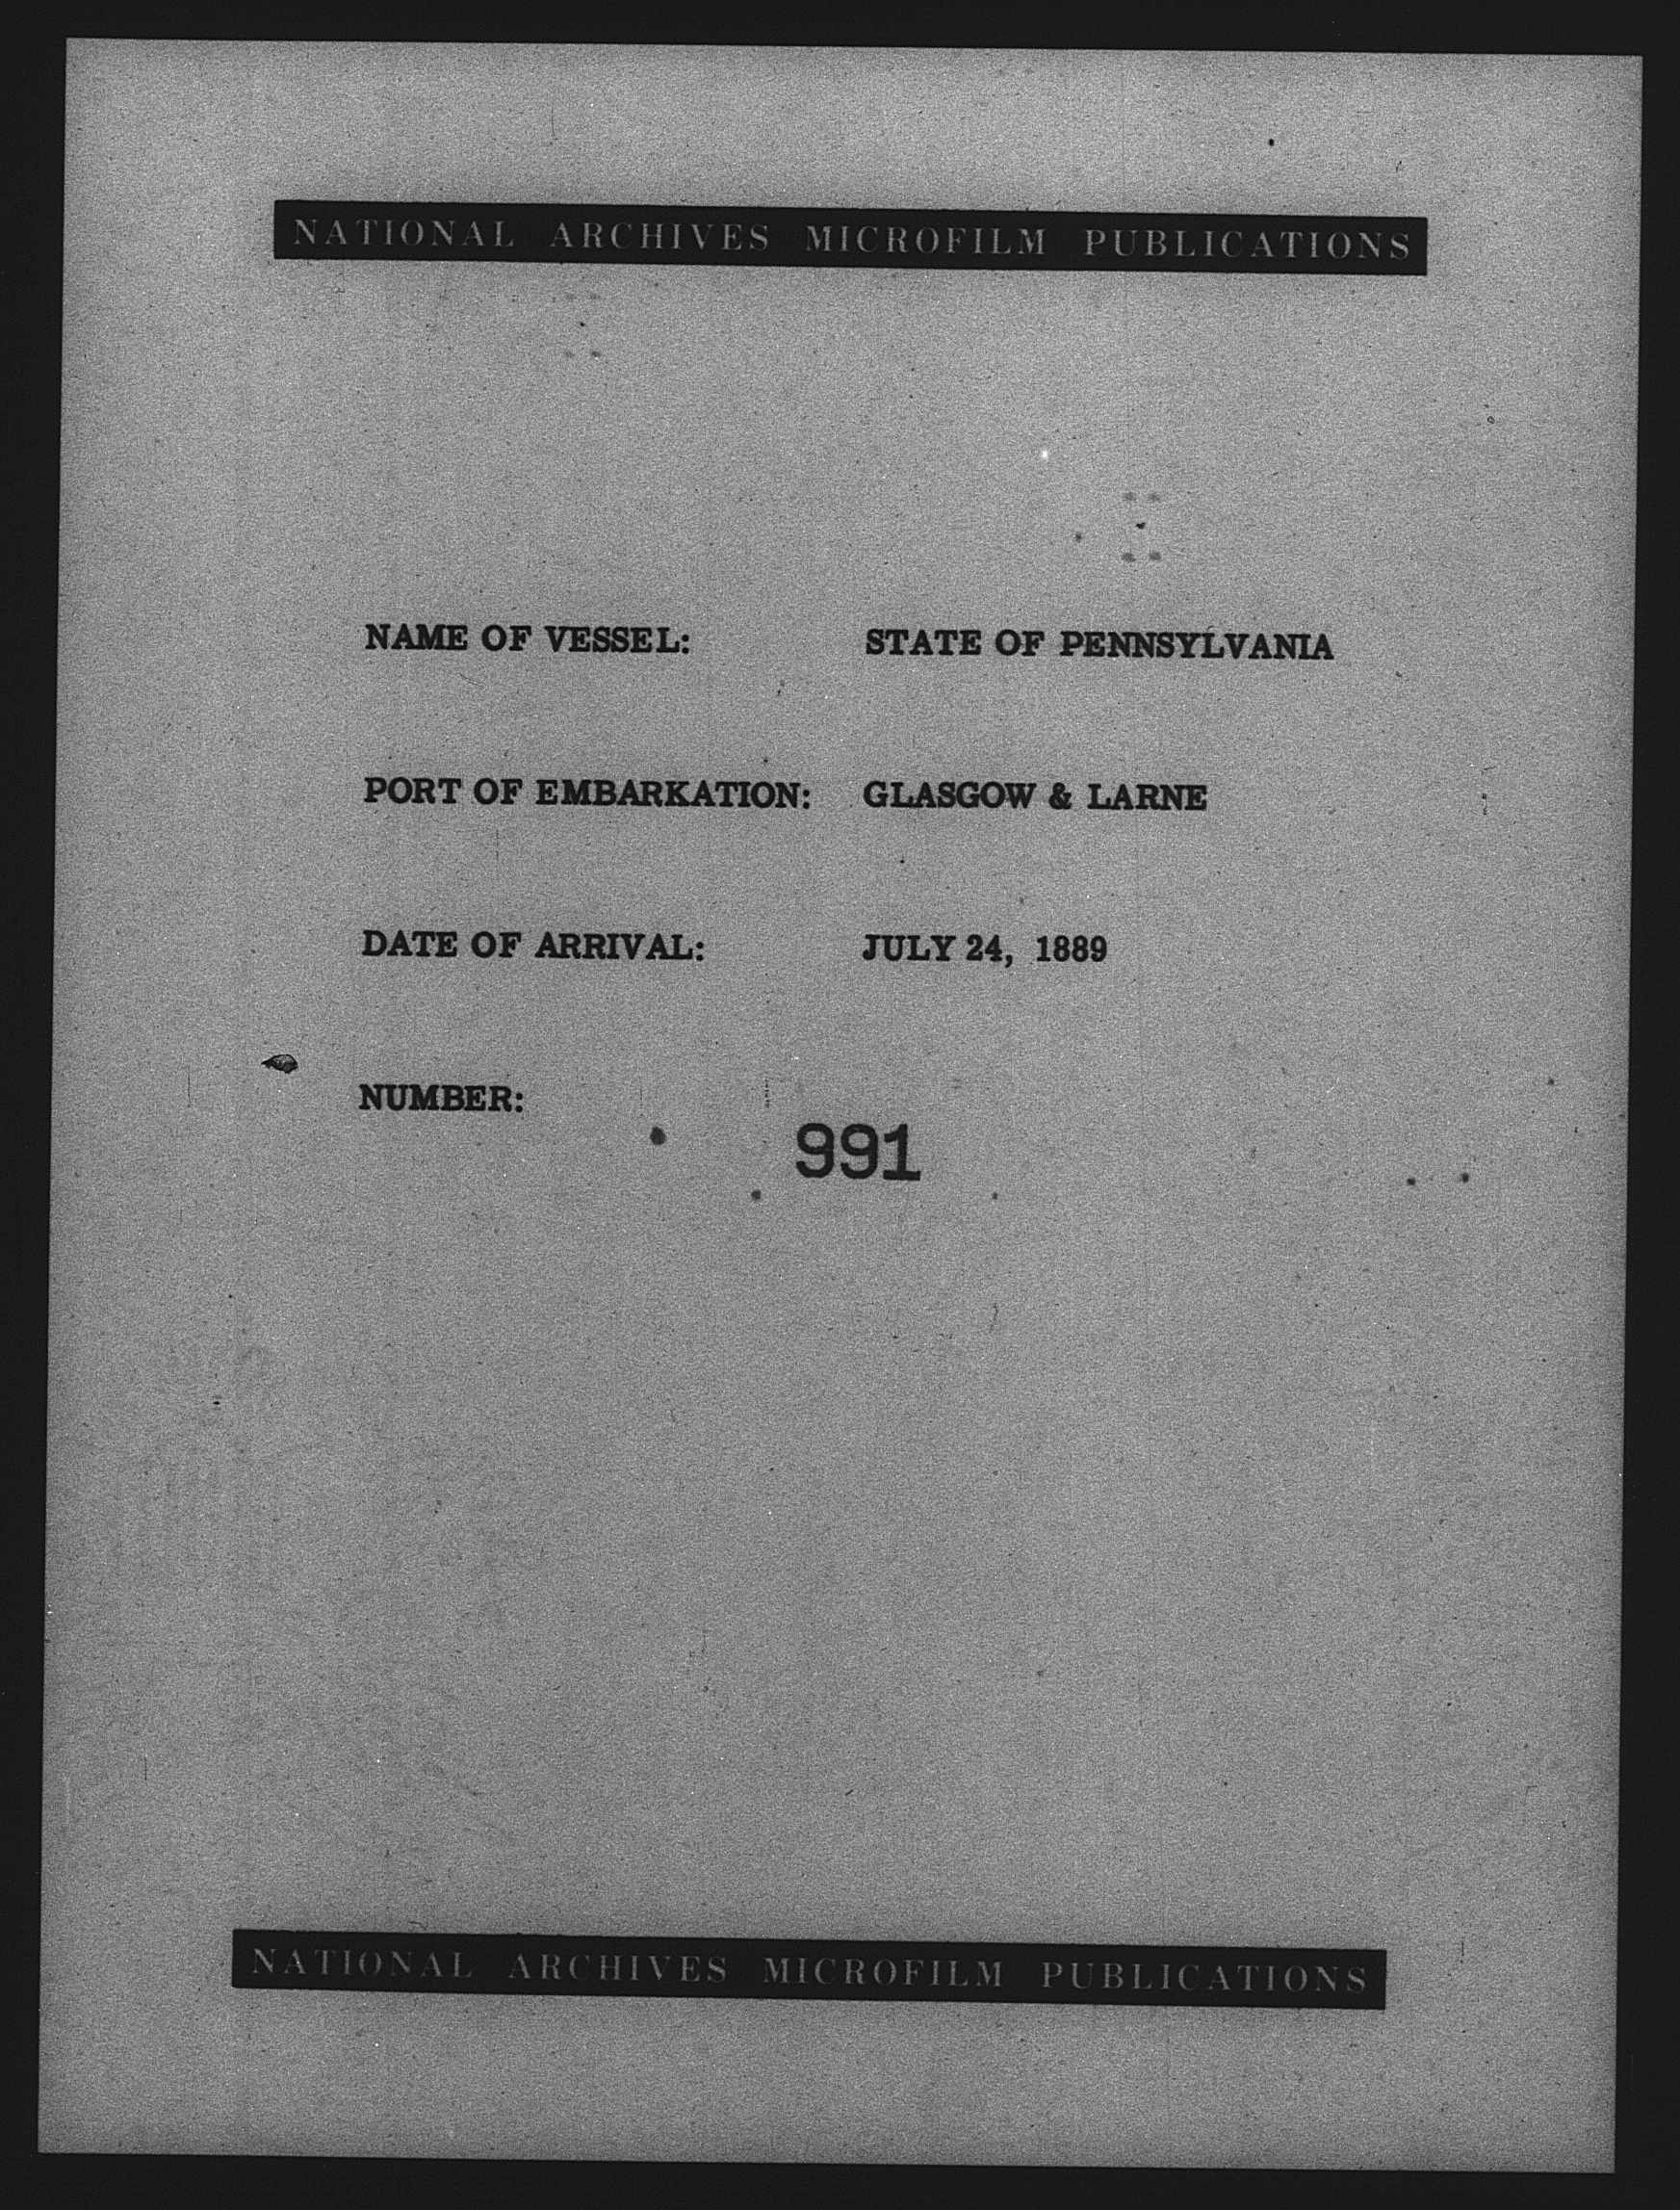 NATIONAL ARCHIVES MICROFILM PUBLICATIONS
NAME OF VESSEL: STATE OF PENNSYLVANIA
PORT OF EMBARKATION: GLASGOW & LARNE
DATE OF ARRIVAL: JULY 24, 1889
NUMBER:
991
NATIONAL ARCHIVES MICROFILM PUBLICATIONS